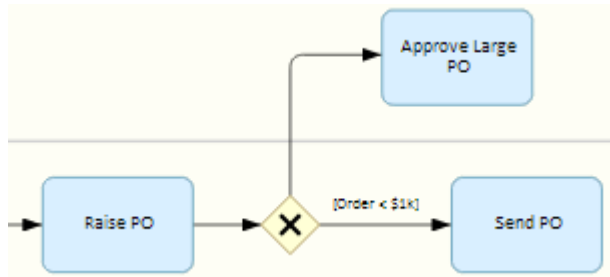 Approve Large
PO
Raise PO
[Order < $1k]
Send PO